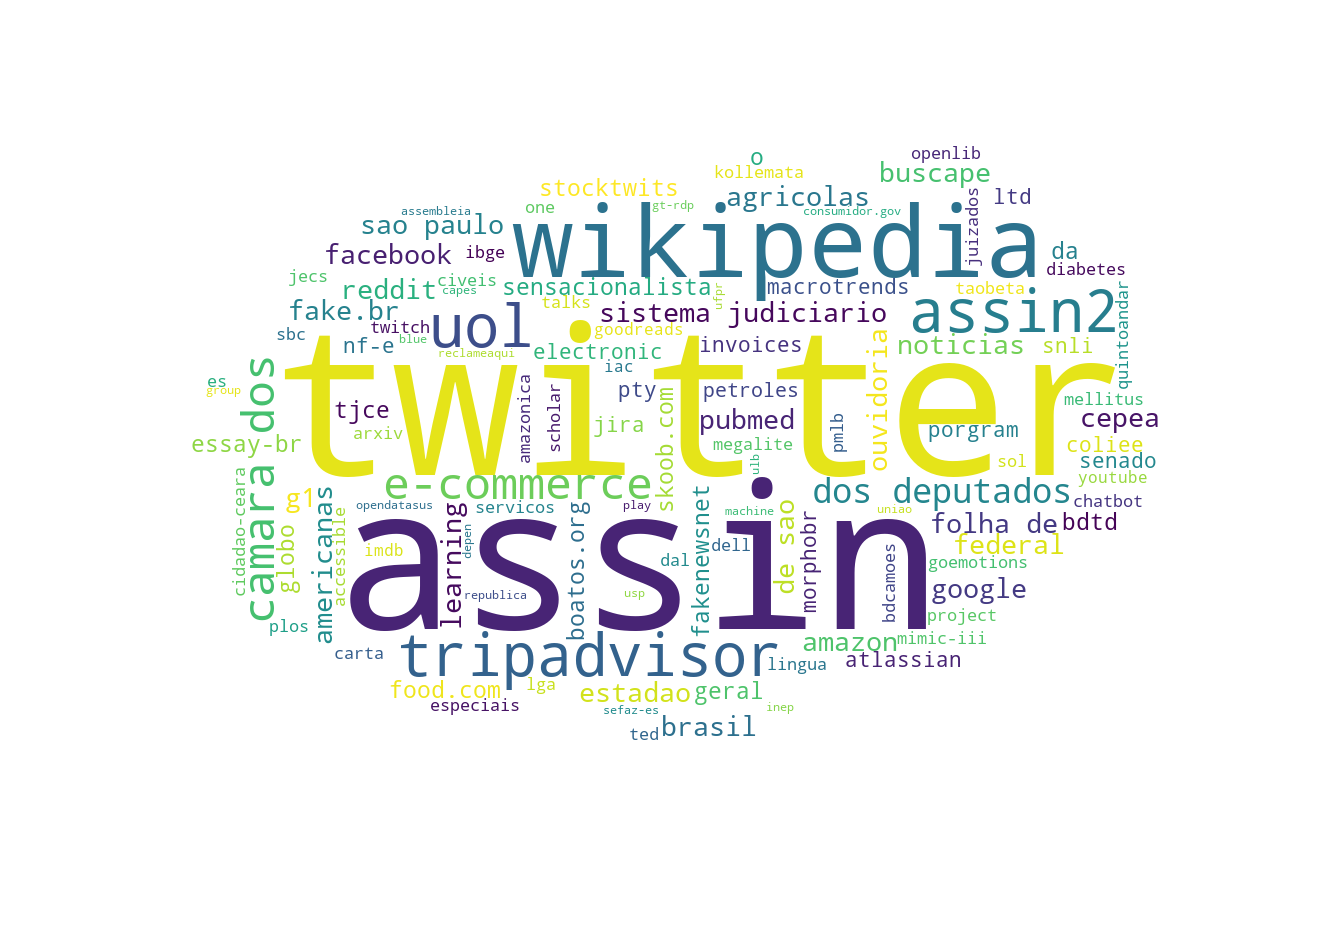 openlib
o
kollemata
buscape
stocktwits
agricolas
ltd
one
gt-rdp
assembleia
consumidor.gov
juizados
sao paulo
wikipedia
facebook
ibge
da
diabetes
jecs
civeis
capes
reddit
sensacionalista
ufpr
macrotrends
taobeta
quintoandar
fake.br
talks
sistema judiciario
assin2
sbc
twitch
uol
goodreads
nf-e
blue
reclameaqui
electronic
invoices
ouvidoria
noticias
snli
twitter
iac
es
group
camara dos
pty
petroles
mellitus
tjce
amazonica
scholar
jira
skoob.com
pubmed
pmlb
cepea
arxiv
porgram
essay-br
megalite
coliee
ulb
sol
senado
youtube
cidadao-ceara
g1
e-commerce
dos deputados
americanas
accessible
opendatasus
servicos
play
machine
uniao
chatbot
globo
learning
boatos.org
fakenewsnet
de sao
morphobr
folha de
bdtd
assin
imdb
depen
dell
federal
dal
bdcamoes
goemotions
republica
usp
google
plos
project
carta
tripadvisor
amazon
mimic-iii
lingua
atlassian
food.com
lga
estadao
geral
especiais
sefaz-es
inep
ted
brasil